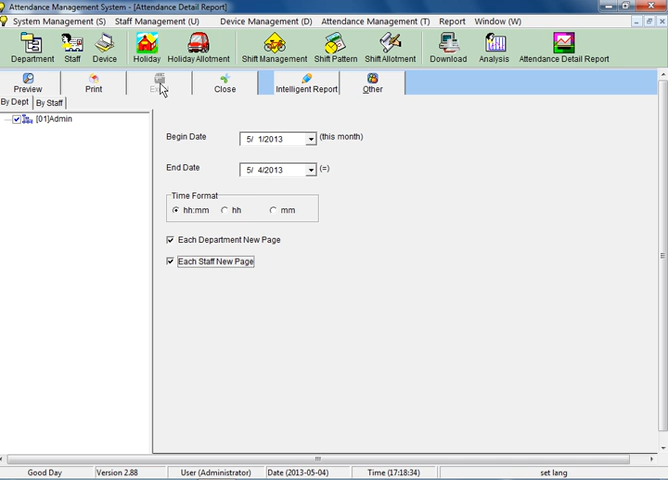 Attendance Management System - [Attendance Detail Report]
System Management (S) Staff Management (U) Device Management (D) Attendance Management (T) Report Window (W)
Department Staff Device Holiday Holiday Allotment Shift Management Shift Pattern Shift Allotment Download Analysis Attendance Detail Report
Preview Print Close Intelligent Report Other
By Dept By Staff
[01]Admin
Begin Date 5/ 1/2013 (this month)
End Date 5/ 4/2013 (=)
Time Format
hh:mm hh mm
Each Department New Page
Each Staff New Page
Good Day Version 2.88 User (Administrator) Date (2013-05-04) Time (17:18:34) set lang